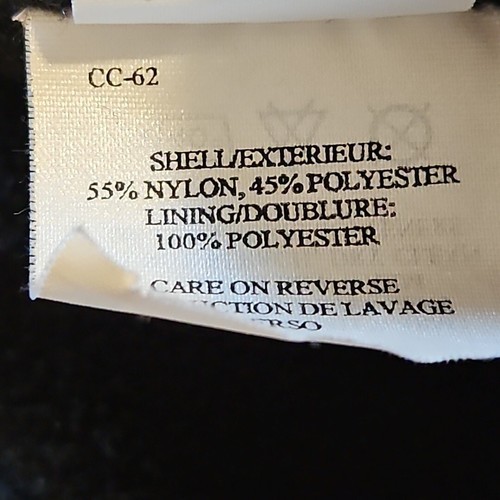 CC-62
SHELL/EXTERIEUR:
55% NYLON, 45% POLYESTER
LINING/DOUBLURE:
100% POLYESTER
CARE ON REVERSE
DE LAVAGE